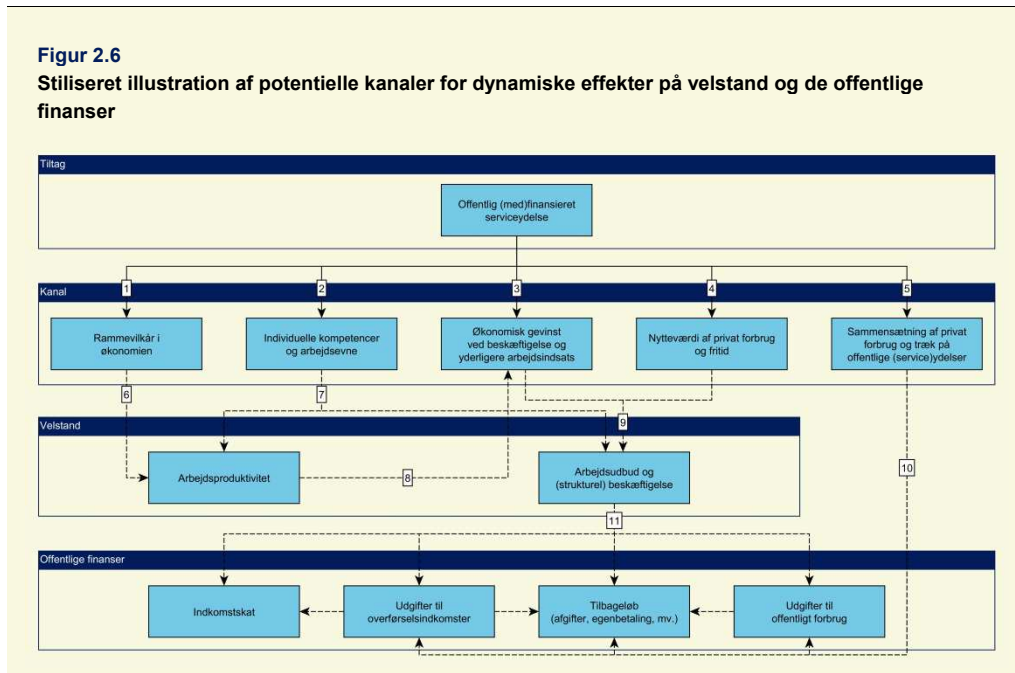 Figur 2.6
Stiliseret illustration af potentielle kanaler for dynamiske effekter på velstand og de offentlige
finanser
Tiltag
Offentlig (med)finansieret
serviceydelse
1
2
3
4
5
Kanal
Rammevilkår i
økonomien
Individuelle kompetencer
og arbejdsevne
Økonomisk gevinst
ved beskæftigelse og
yderligere arbejdsindsats
Nytteværdi af privat forbrug
og fritid
Sammensætning af privat
forbrug og træk på
offentlige (service)ydelser
6
7
9
Velstand
Arbejdsproduktivitet
8
Arbejdsudbud og
(strukturel) beskæftigelse
10
11
Offentlige finanser
Indkomstskat
Udgifter til
overførselsindkomster
Tilbageløb
(afgifter, egenbetaling, mv.)
Udgifter til
offentligt forbrug